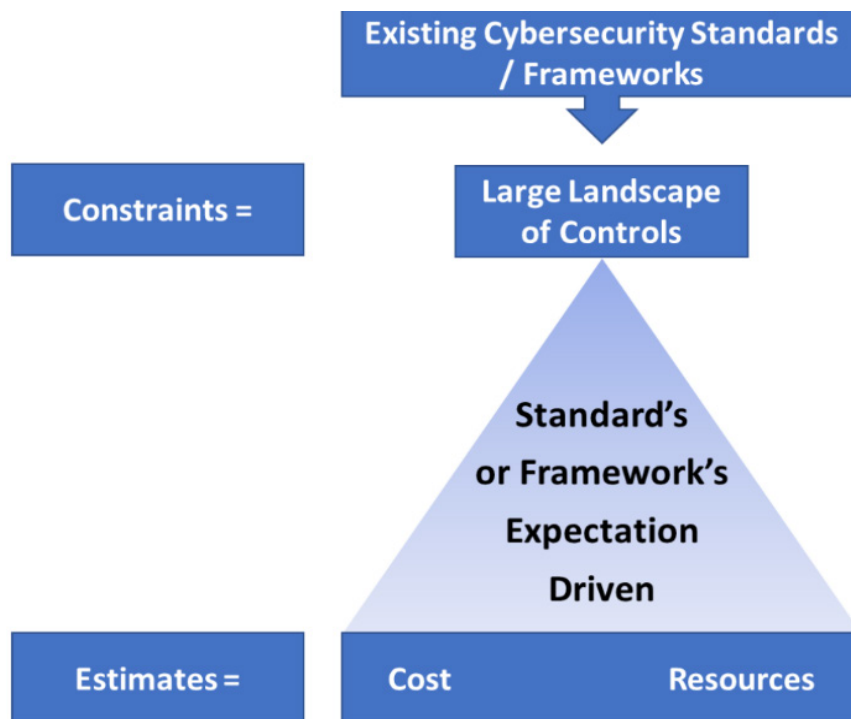 Existing Cybersecurity Standards
/ Frameworks
Constraints =
Large Landscape
of Controls
Standard’s
or Framework’s
Expectation
Driven
Estimates =
Cost
Resources